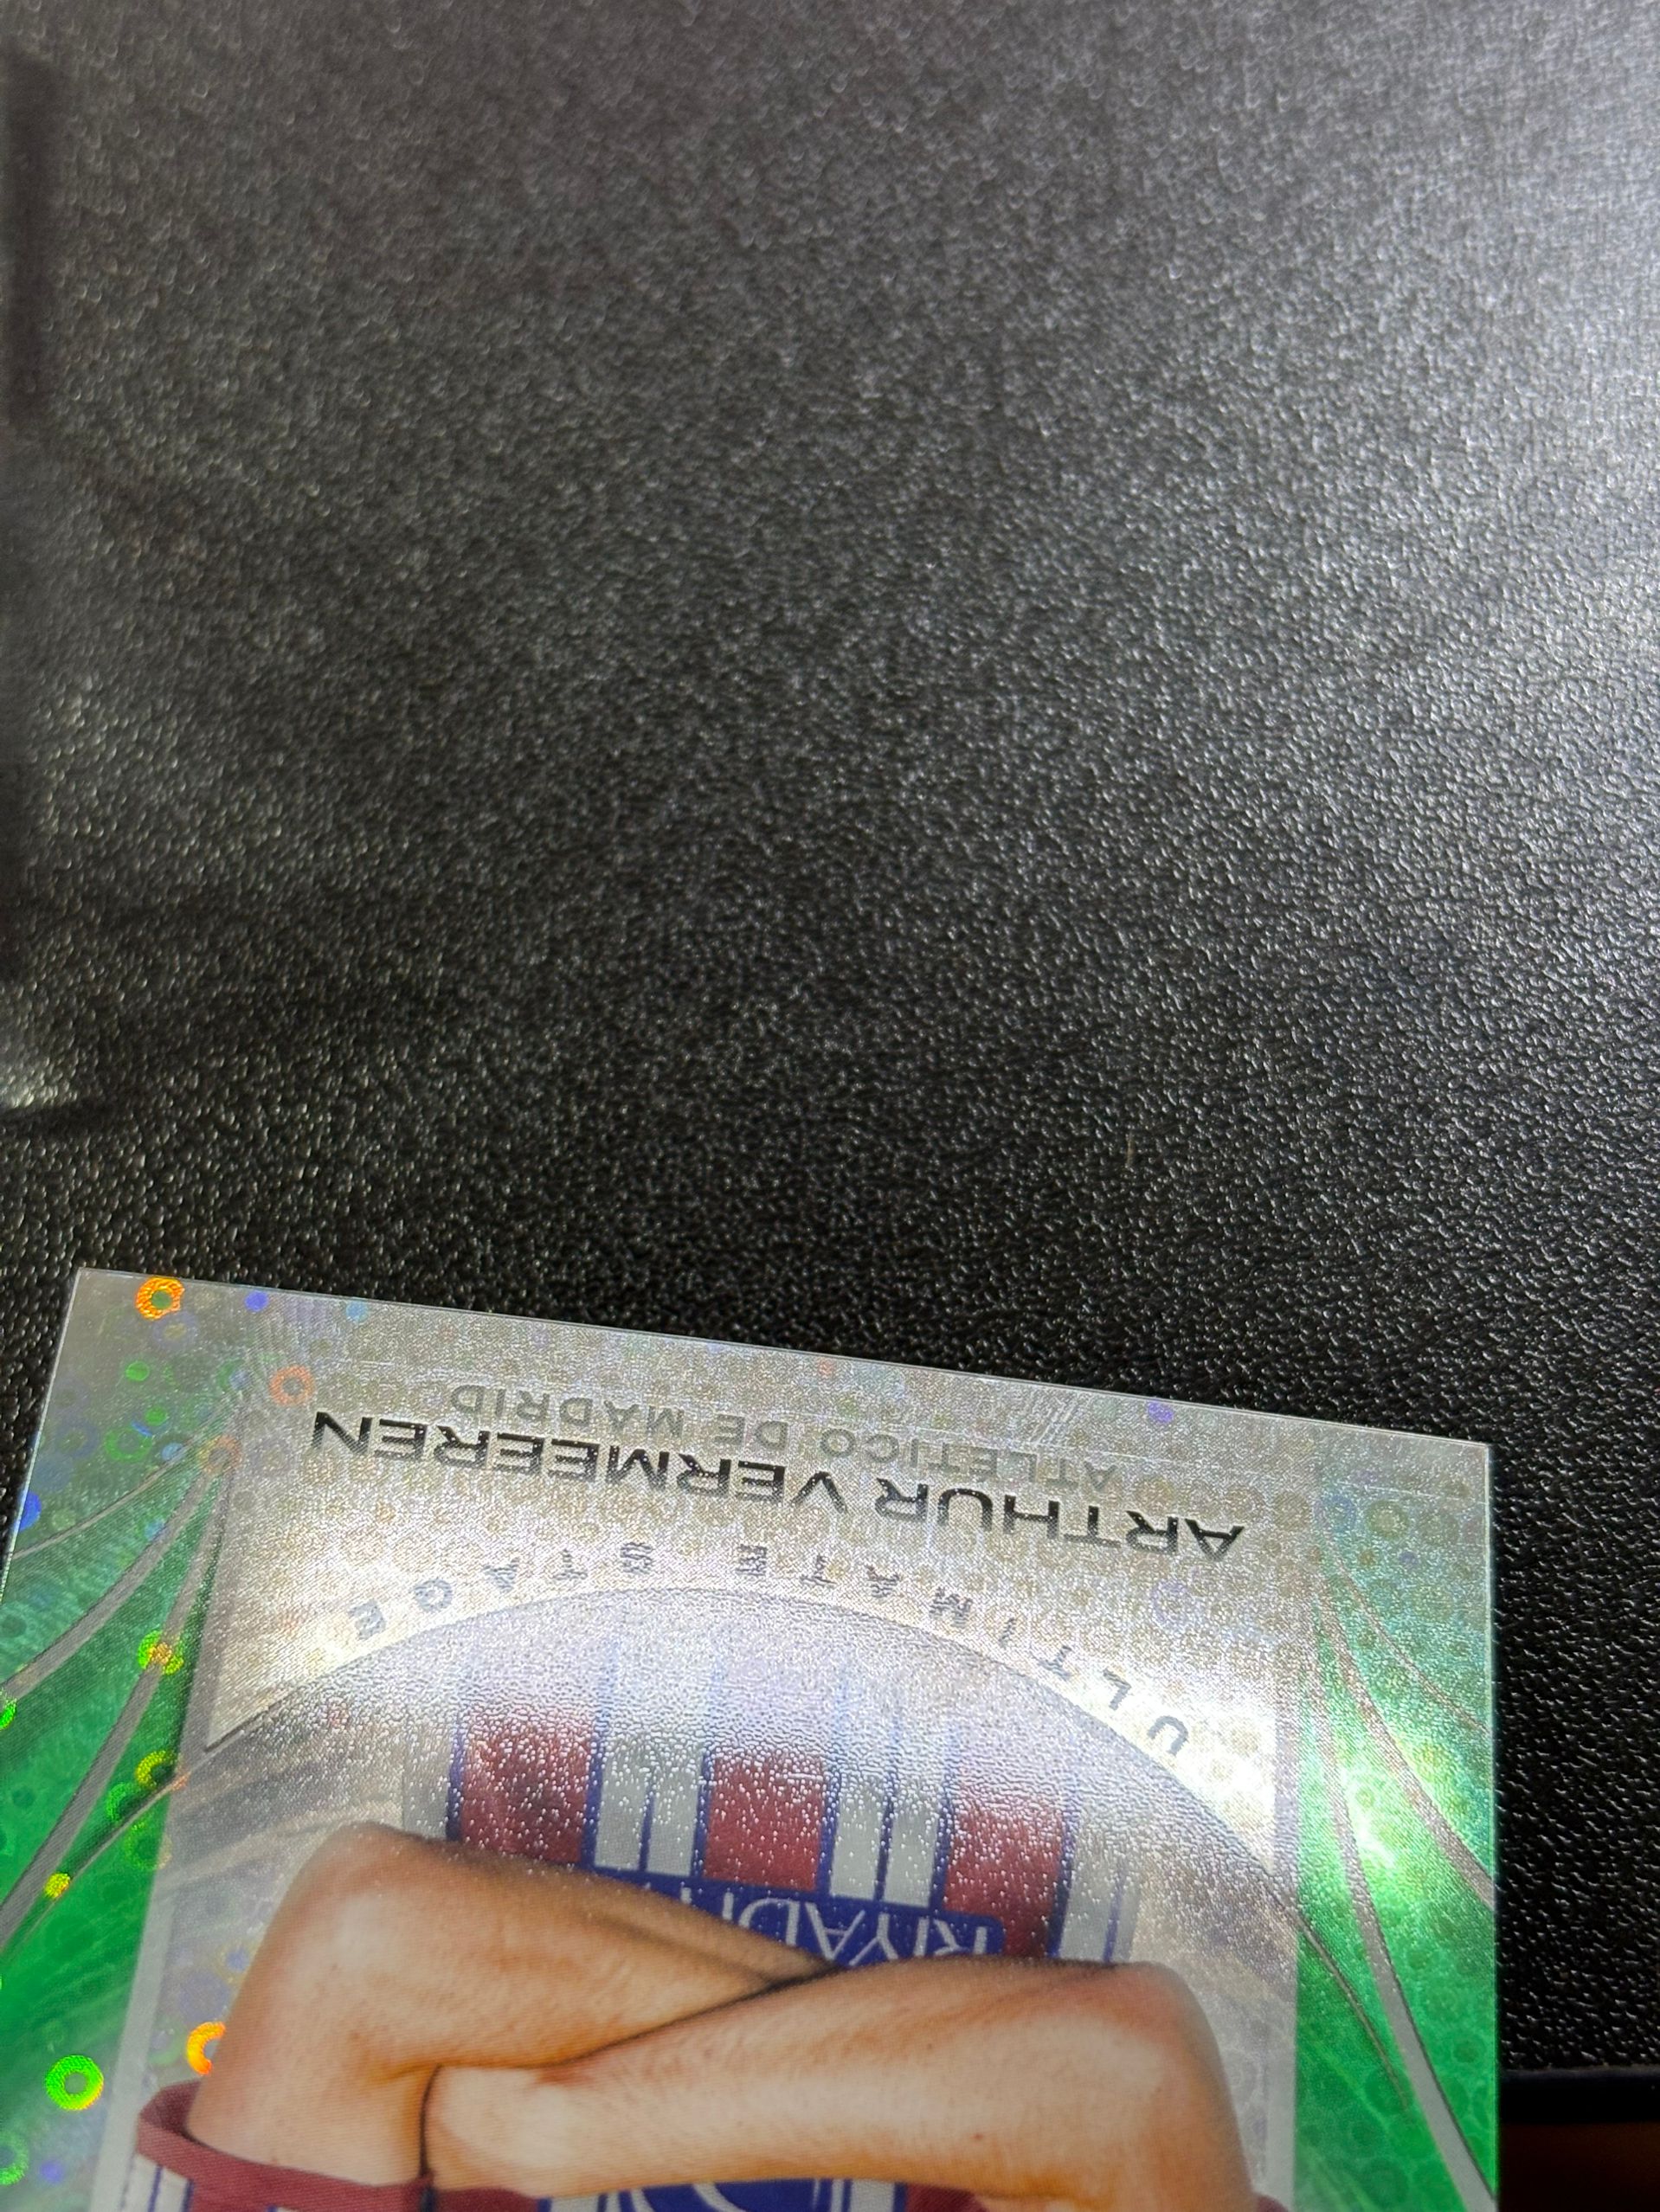 RIYADH
ULTIMATE STAGE
ARTHUR VERMEEREN
ATLÉTICO DE MADRID